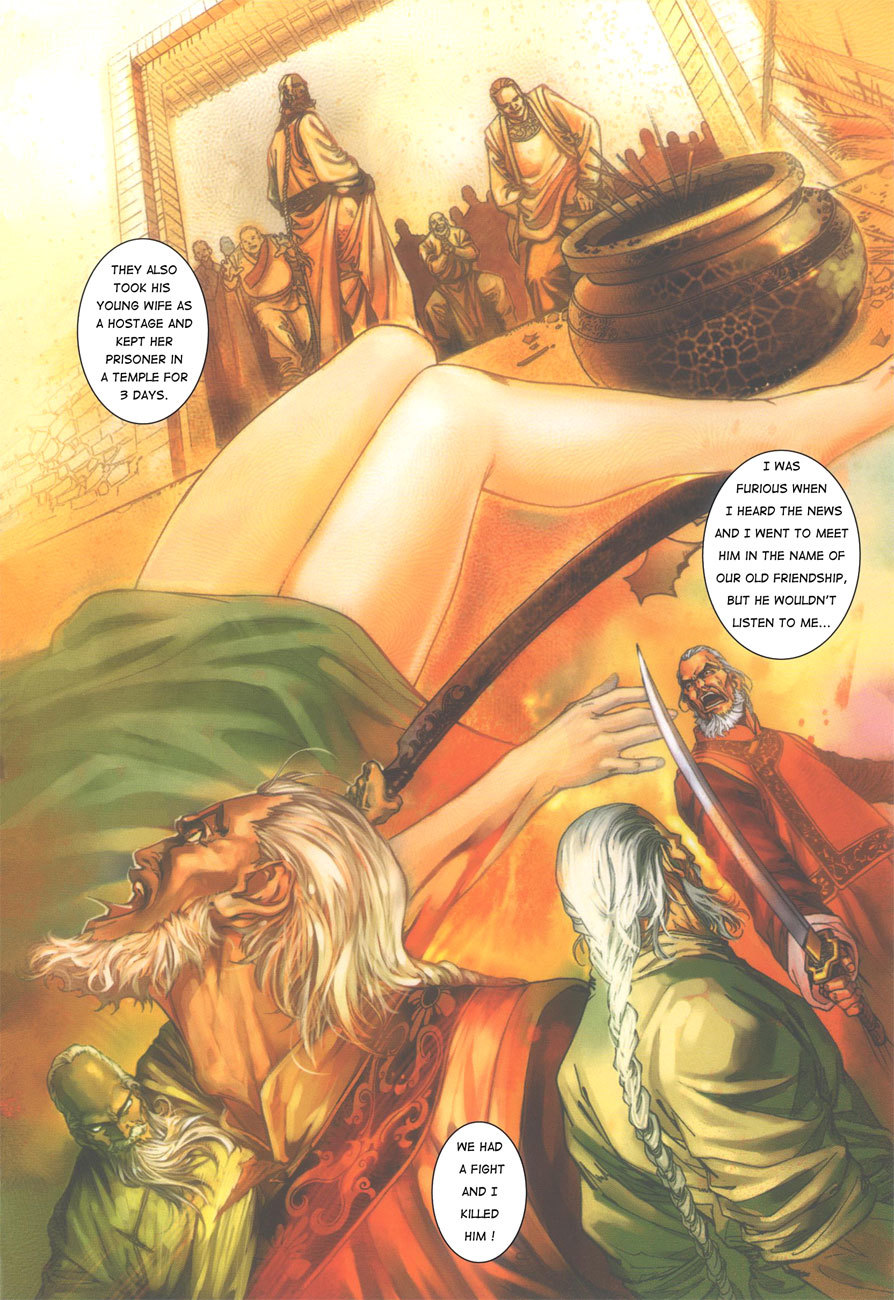 THEY ALSO
TOOK HIS
YOUNG WIFE AS
A HOSTAGE AND
KEPT HER
PRISONER IN
A TEMPLE FOR
3 DAYS.
I WAS
FURIOUS WHEN
I HEARD THE NEWS
AND I WENT TO MEET
HIM IN THE NAME OF
OUR OLD FRIENDSHIP,
BUT HE WOULDN'T
LISTEN TO ME...
WE HAD
A FIGHT
AND I
KILLED
HIM !